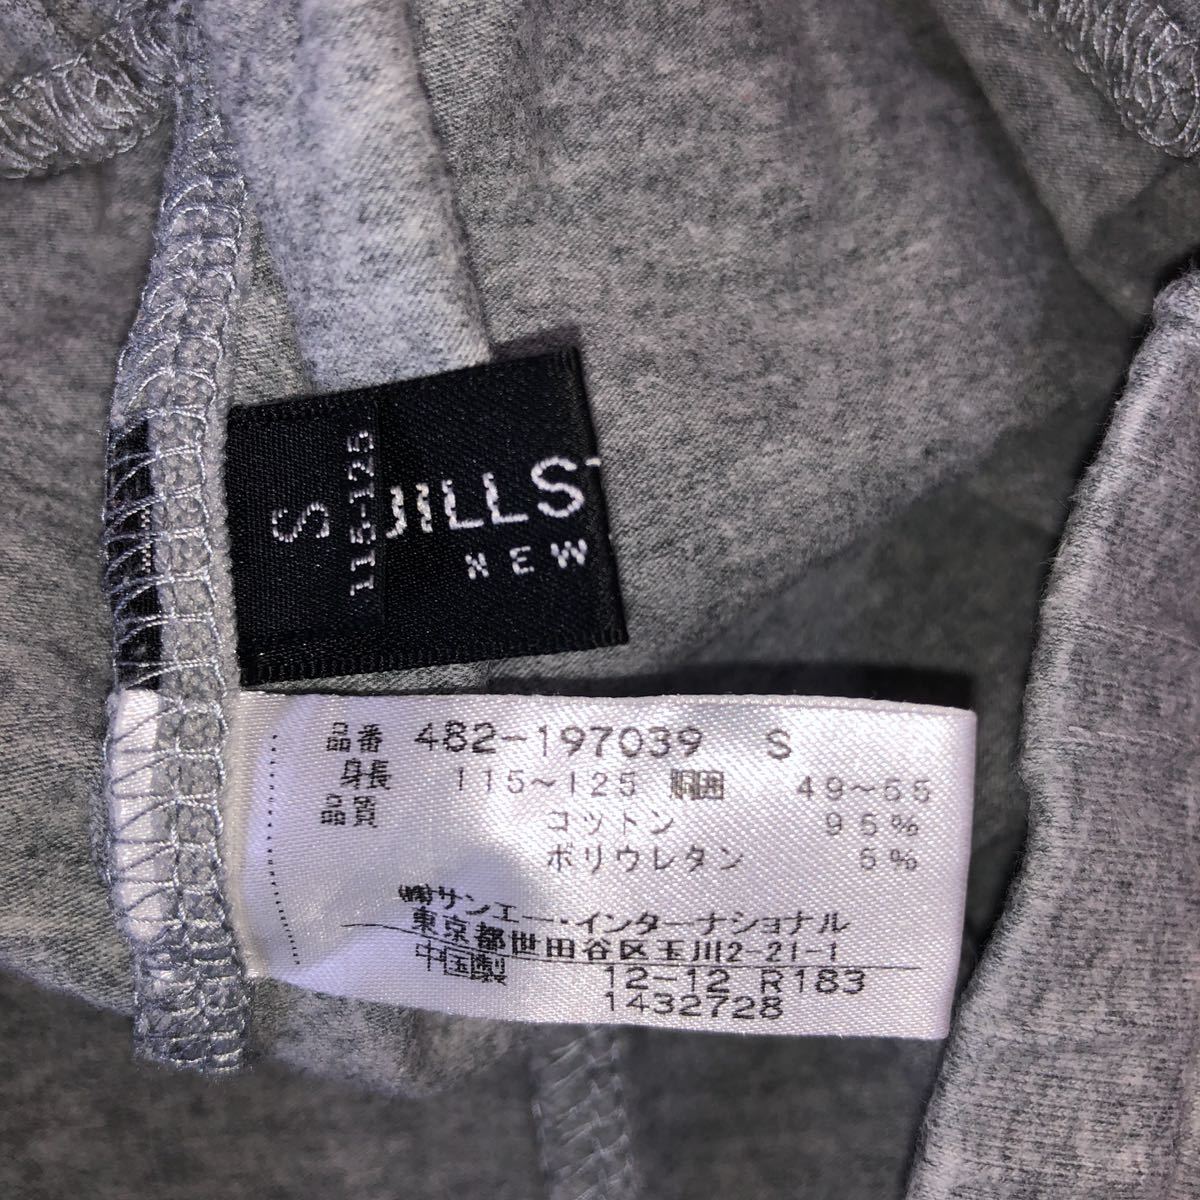 S
115-125
JILLS
NEW
品番 482-197039 S
身長 115~125 胴囲 49~55
品質 コットン 95%
ポリウレタン 5%
㈱サンエー・インターナショナル
東京都世田谷区玉川2-21-1
中国製 12-12 R183
1432728